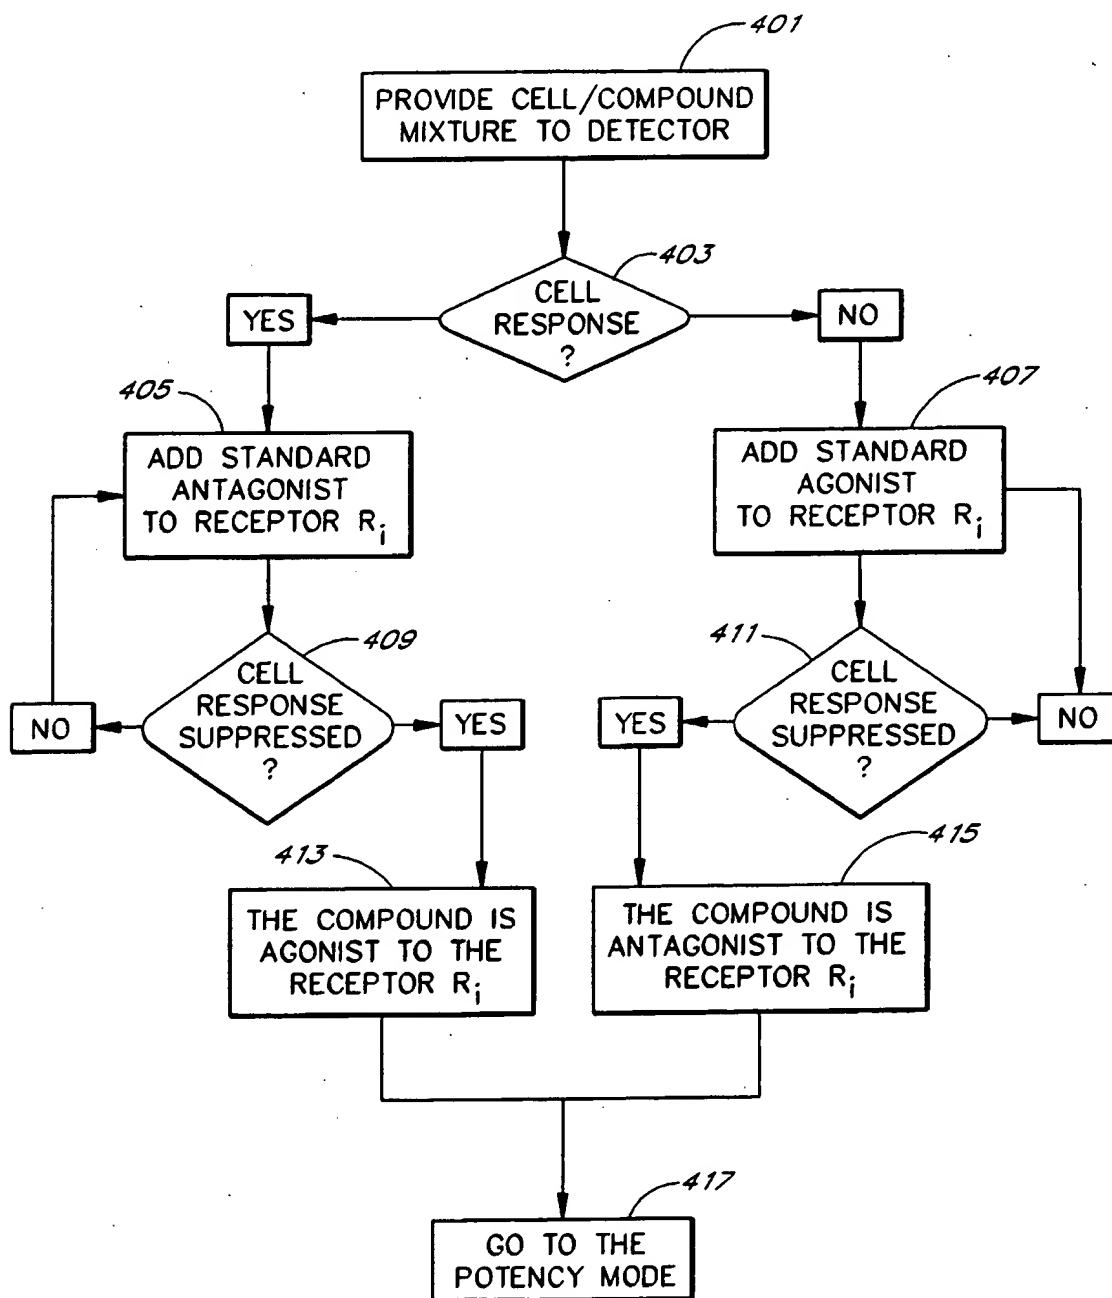 401
PROVIDE CELL/COMPOUND
MIXTURE TO DETECTOR
403
CELL
RESPONSE
?
YES
NO
405
ADD STANDARD
ANTAGONIST
TO RECEPTOR Ri
407
ADD STANDARD
AGONIST
TO RECEPTOR Ri
409
CELL
RESPONSE
SUPPRESSED
?
NO
YES
411
CELL
RESPONSE
SUPPRESSED
?
YES
NO
413
THE COMPOUND IS
AGONIST TO THE
RECEPTOR Ri
415
THE COMPOUND IS
ANTAGONIST TO THE
RECEPTOR Ri
417
GO TO THE
POTENCY MODE